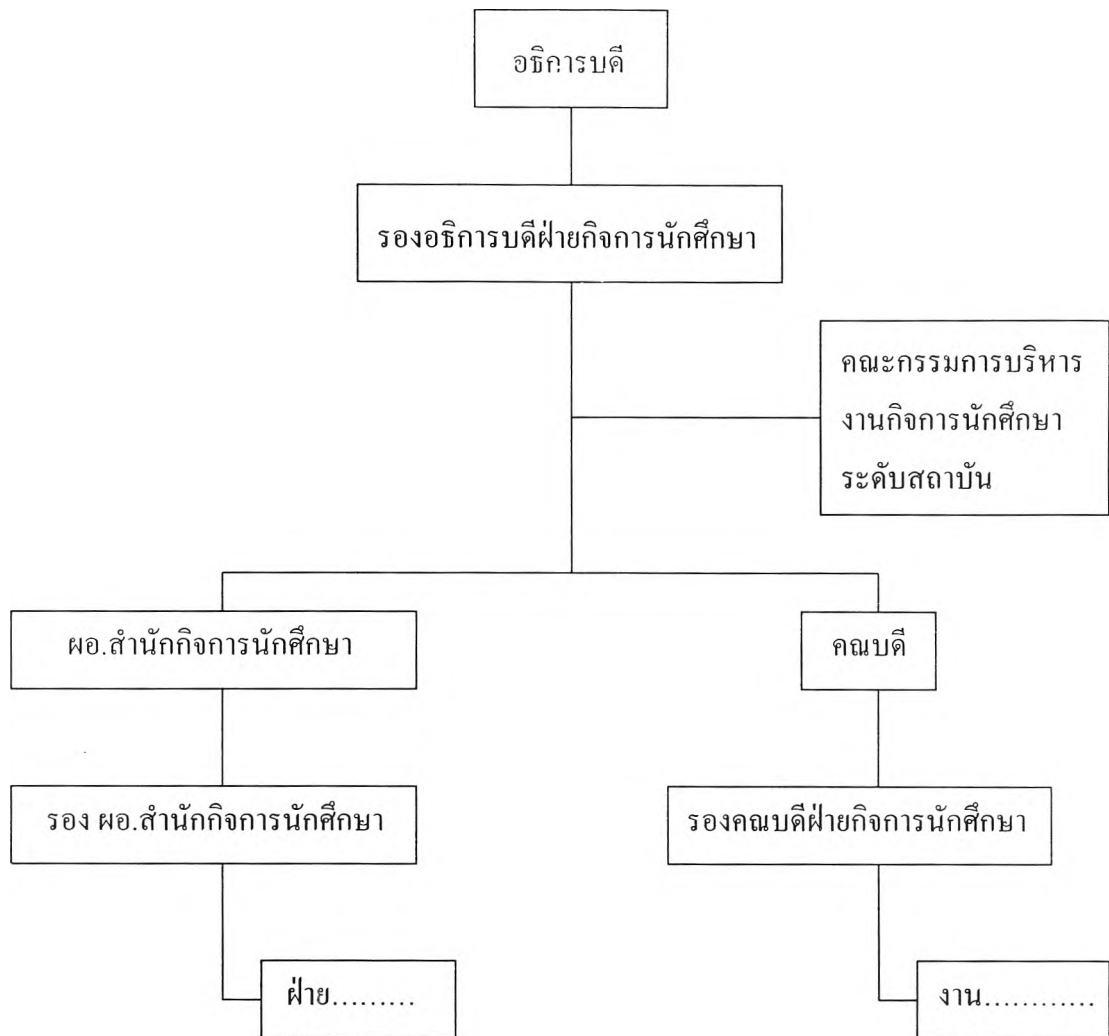 อธิการบดี
รองอธิการบดีฝ่ายกิจการนักศึกษา
คณะกรรมการบริหาร
งานกิจการนักศึกษา
ระดับสถาบัน
ผอ.สำนักกิจการนักศึกษา
คณบดี
รอง ผอ.สำนักกิจการนักศึกษา
รองคณบดีฝ่ายกิจการนักศึกษา
ฝ่าย.........
งาน............